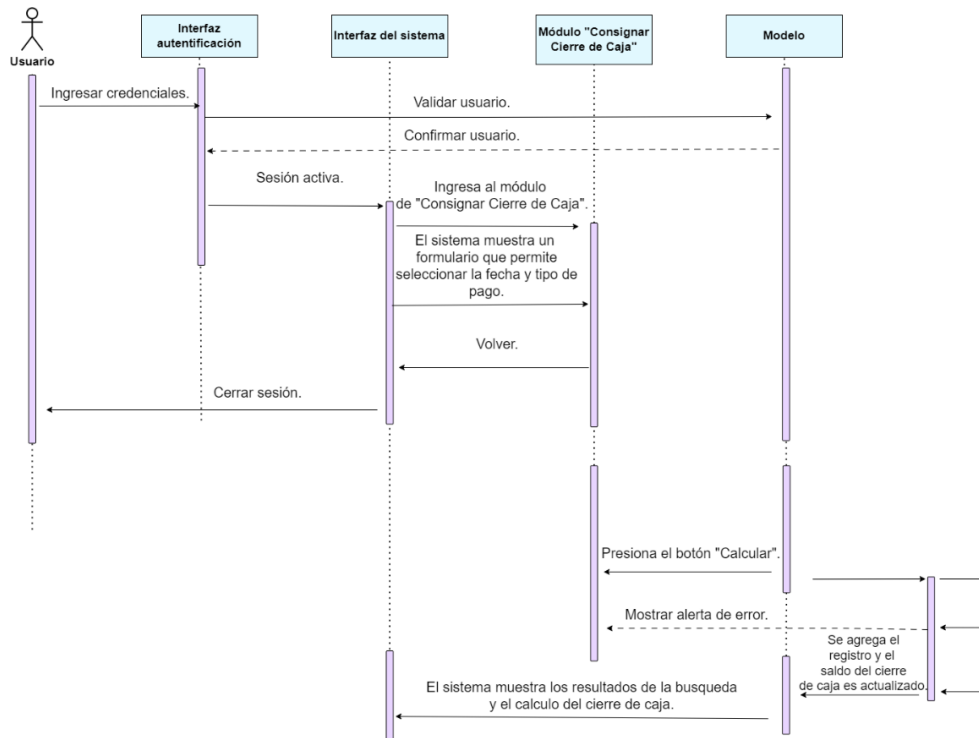 Usuario
Interfaz
autentificación
Interfaz del sistema
Módulo "Consignar
Cierre de Caja"
Modelo
Ingresar credenciales.
Validar usuario.
Confirmar usuario.
Sesión activa.
Ingresa al módulo
de "Consignar Cierre de Caja".
El sistema muestra un
formulario que permite
seleccionar la fecha y tipo de
pago.
Volver.
Cerrar sesión.
Presiona el botón "Calcular".
Mostrar alerta de error.
Se agrega el
registro y el
saldo del cierre
de caja es actualizado.
El sistema muestra los resultados de la busqueda
y el calculo del cierre de caja.